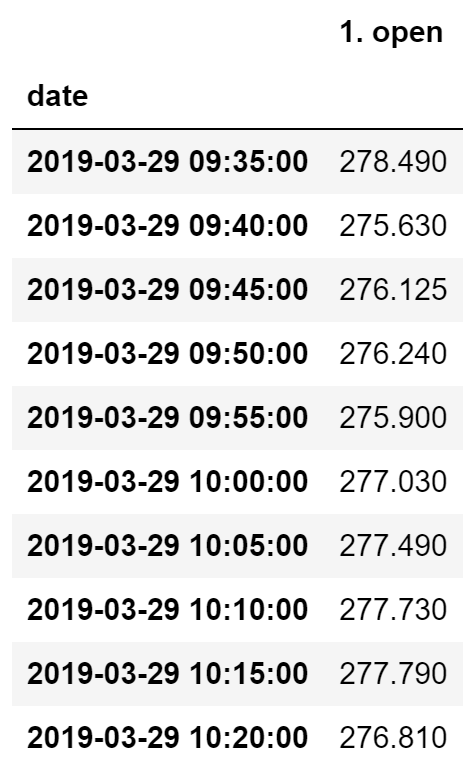 1. open
date
2019-03-29 09:35:00 278.490
2019-03-29 09:40:00 275.630
2019-03-29 09:45:00 276.125
2019-03-29 09:50:00 276.240
2019-03-29 09:55:00 275.900
2019-03-29 10:00:00 277.030
2019-03-29 10:05:00 277.490
2019-03-29 10:10:00 277.730
2019-03-29 10:15:00 277.790
2019-03-29 10:20:00 276.810